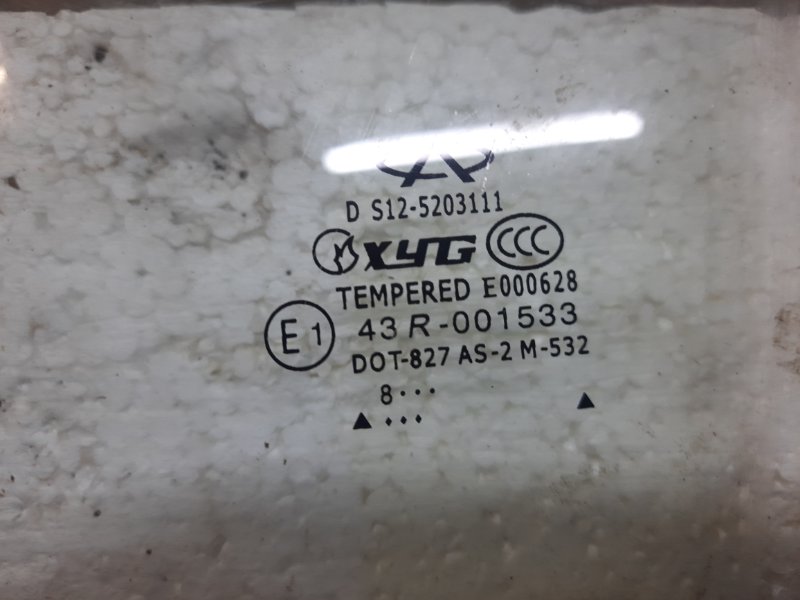 D S12-5203111
XYG CCC
TEMPERED E000628
E1 43R-001533
DOT-827 AS-2 M-532
8...